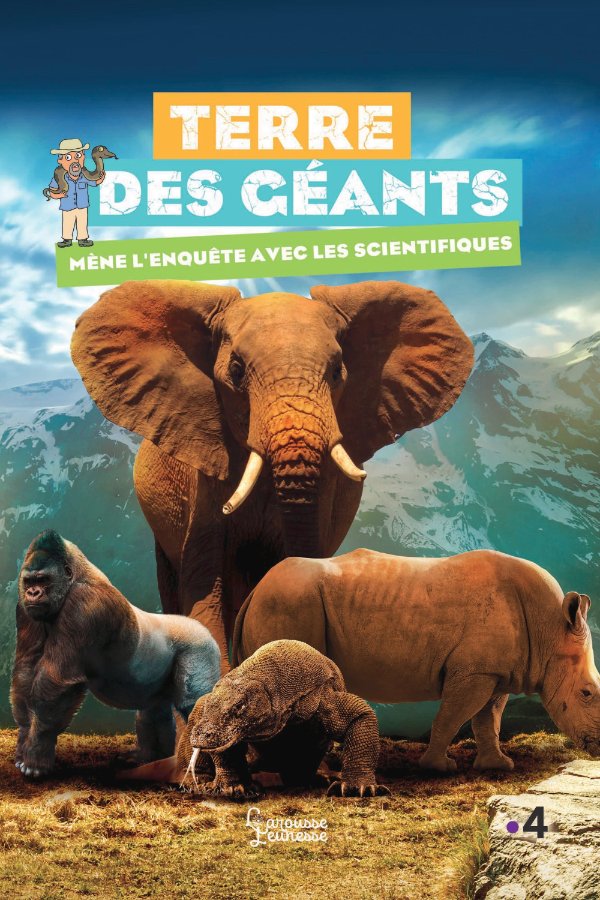 TERRE
DES GÉANTS
MÈNE L'ENQUÊTE AVEC LES SCIENTIFIQUES
Larousse
Jeunesse
4